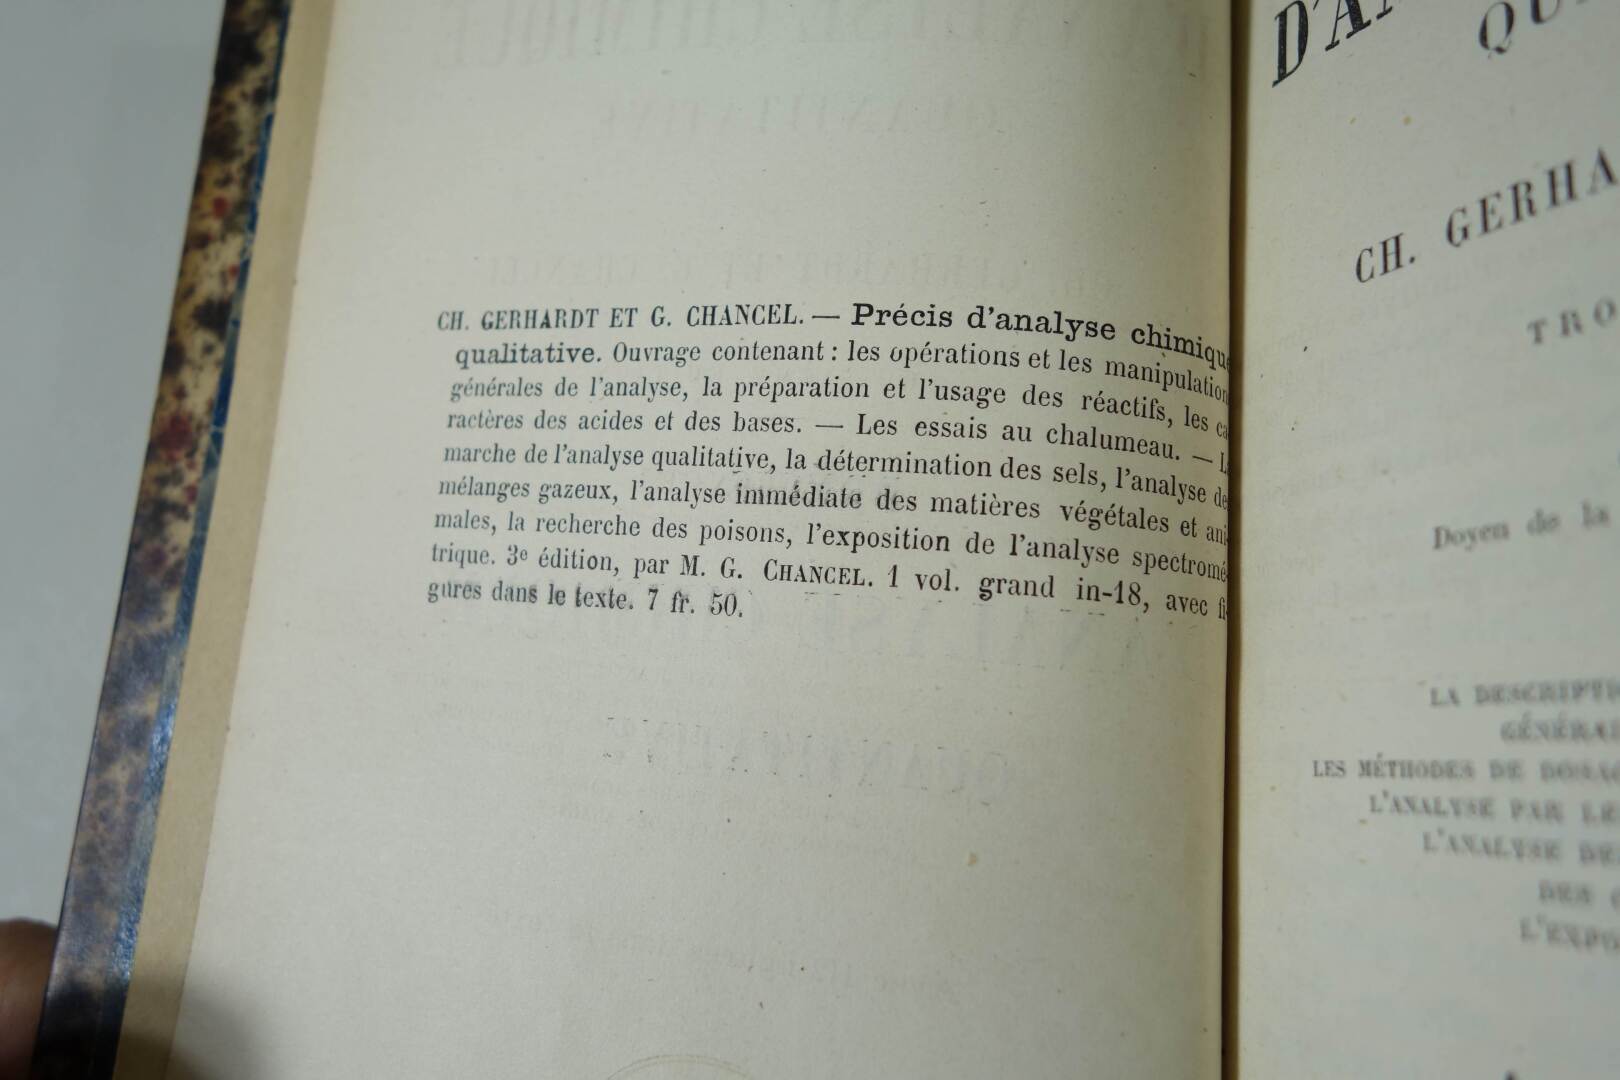 CH. GERHARDT ET G. CHANCEL. — Précis d'analyse chimique
qualitative. Ouvrage contenant : les opérations et les manipulation
générales de l'analyse, la préparation et l'usage des réactifs, les ca
ractères des acides et des bases. — Les essais au chalumeau. — L
marche de l'analyse qualitative, la détermination des sels, l'analyse de
mélanges gazeux, l'analyse immédiate des matières végétales et ani
males, la recherche des poisons, l'exposition de l'analyse spectromé
trique. 3e édition, par M. G. CHANCEL. 1 vol. grand in-18, avec fi
gures dans le texte. 7 fr. 50.
D'AN
QU
CH. GERHA
TRO
Doyen de la
LA DESCRIPTI
GÉNÉRA
LES MÉTHODES DE DOSAG
L'ANALYSE PAR LE
L'ANALYSE DE
DES
L'EXPO